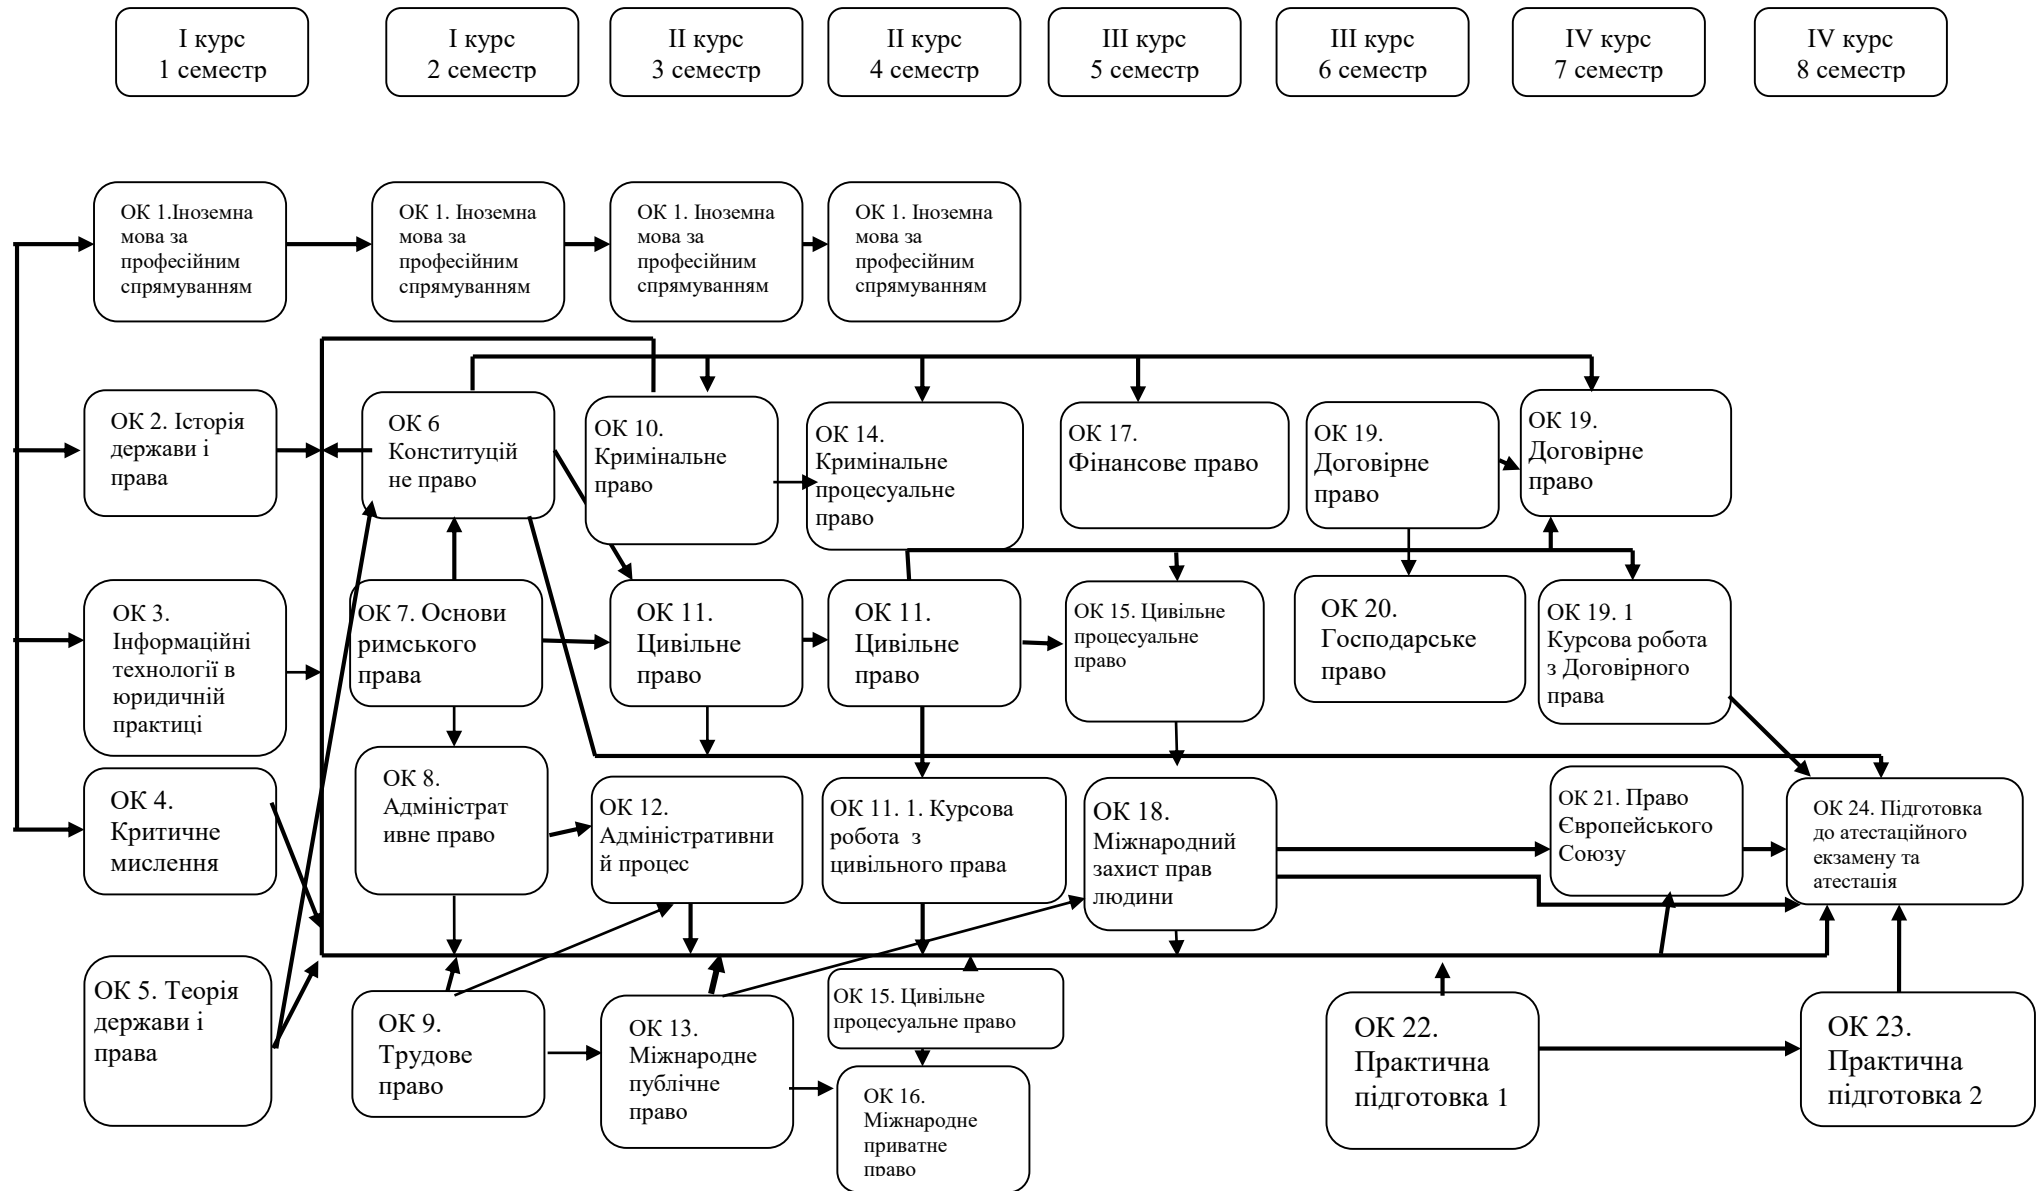 І курс
1 семестр
І курс
2 семестр
ІІ курс
3 семестр
ІІ курс
4 семестр
ІІІ курс
5 семестр
ІІІ курс
6 семестр
IV курс
7 семестр
IV курс
8 семестр
ОК 1.Іноземна
мова за
професійним
спрямуванням
ОК 1. Іноземна
мова за
професійним
спрямуванням
ОК 1. Іноземна
мова за
професійним
спрямуванням
ОК 1. Іноземна
мова за
професійним
спрямуванням
ОК 2. Історія
держави і
права
ОК 6
Конституцій
не право
ОК 10.
Кримінальне
право
ОК 14.
Кримінальне
процесуальне
право
ОК 17.
Фінансове право
ОК 19.
Договірне
право
ОК 19.
Договірне
право
ОК 3.
Інформаційні
технології в
юридичній
практиці
ОК 7. Основи
римського
права
ОК 11.
Цивільне
право
ОК 11.
Цивільне
право
ОК 15. Цивільне
процесуальне
право
ОК 20.
Господарське
право
ОК 19. 1
Курсова робота
з Договірного
права
ОК 4.
Критичне
мислення
ОК 8.
Адміністрат
ивне право
ОК 12.
Адміністративни
й процес
ОК 11. 1. Курсова
робота з
цивільного права
ОК 18.
Міжнародний
захист прав
людини
ОК 21. Право
Європейського
Союзу
ОК 24. Підготовка
до атестаційного
екзамену та
атестація
ОК 5. Теорія
держави і
права
ОК 9.
Трудове
право
ОК 13.
Міжнародне
публічне
право
ОК 15. Цивільне
процесуальне право
ОК 16.
Міжнародне
приватне
право
ОК 22.
Практична
підготовка 1
ОК 23.
Практична
підготовка 2